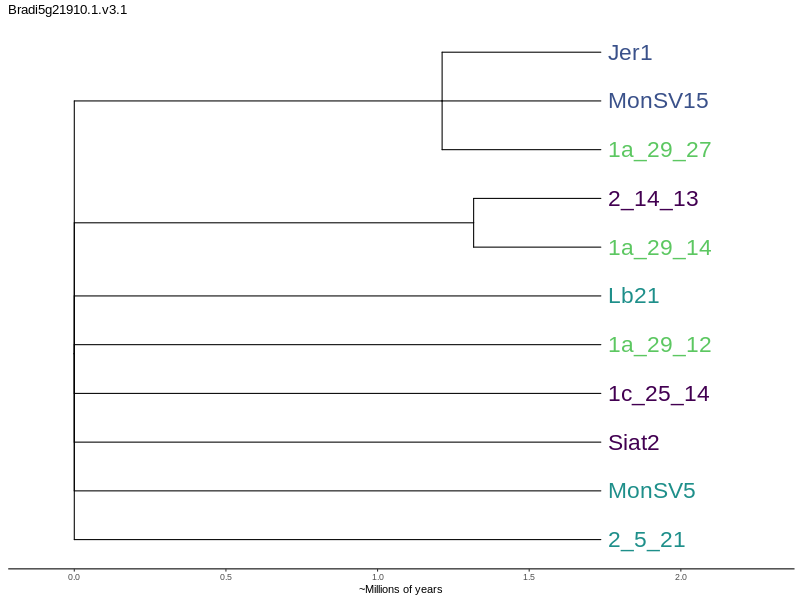 Bradi5g21910.1.v3.1
Jer1
MonSV15
1a_29_27
2_14_13
1a_29_14
Lb21
1a_29_12
1c_25_14
Siat2
MonSV5
2_5_21
0.0 0.5 1.0 1.5 2.0
~Millions of years